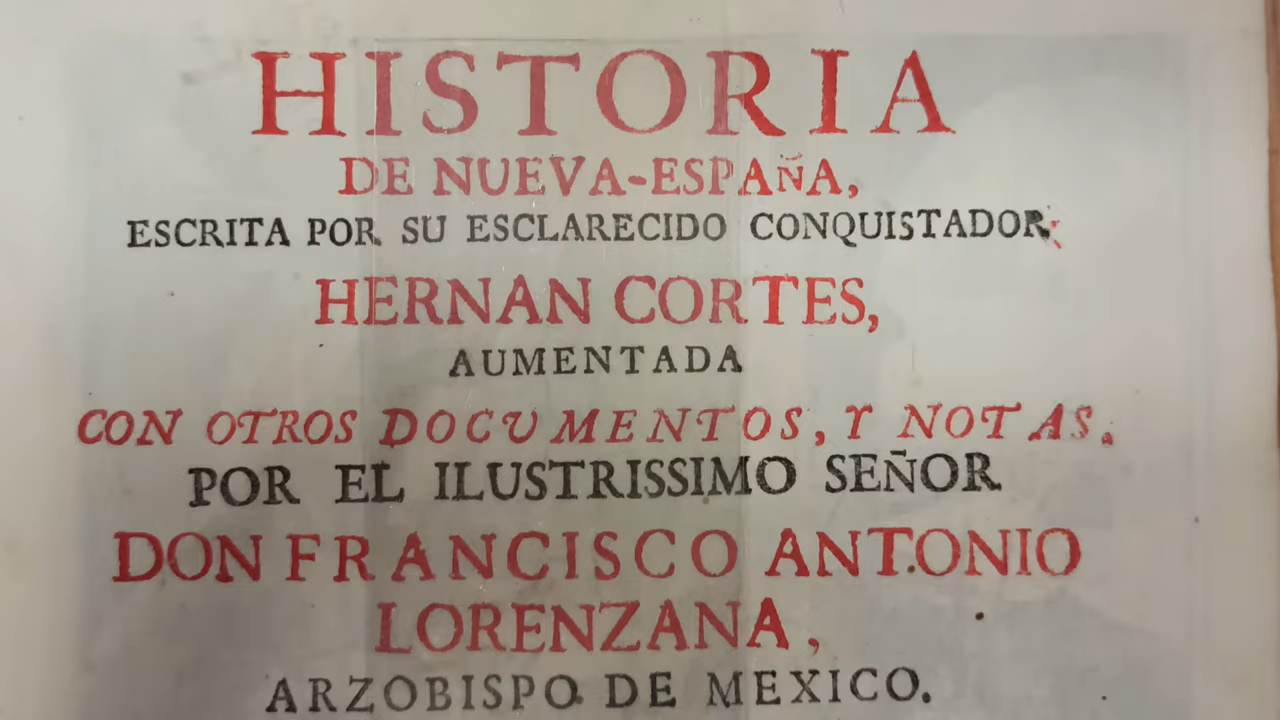 HISTORIA
DE NUEVA-ESPAÑA,
ESCRITA POR SU ESCLARECIDO CONQUISTADOR
HERNAN CORTES,
AUMENTADA
CON OTROS DOCUMENTOS, Y NOTAS,
POR EL ILUSTRISSIMO SEÑOR
DON FRANCISCO ANTONIO
LORENZANA,
ARZOBISPO DE MEXICO.